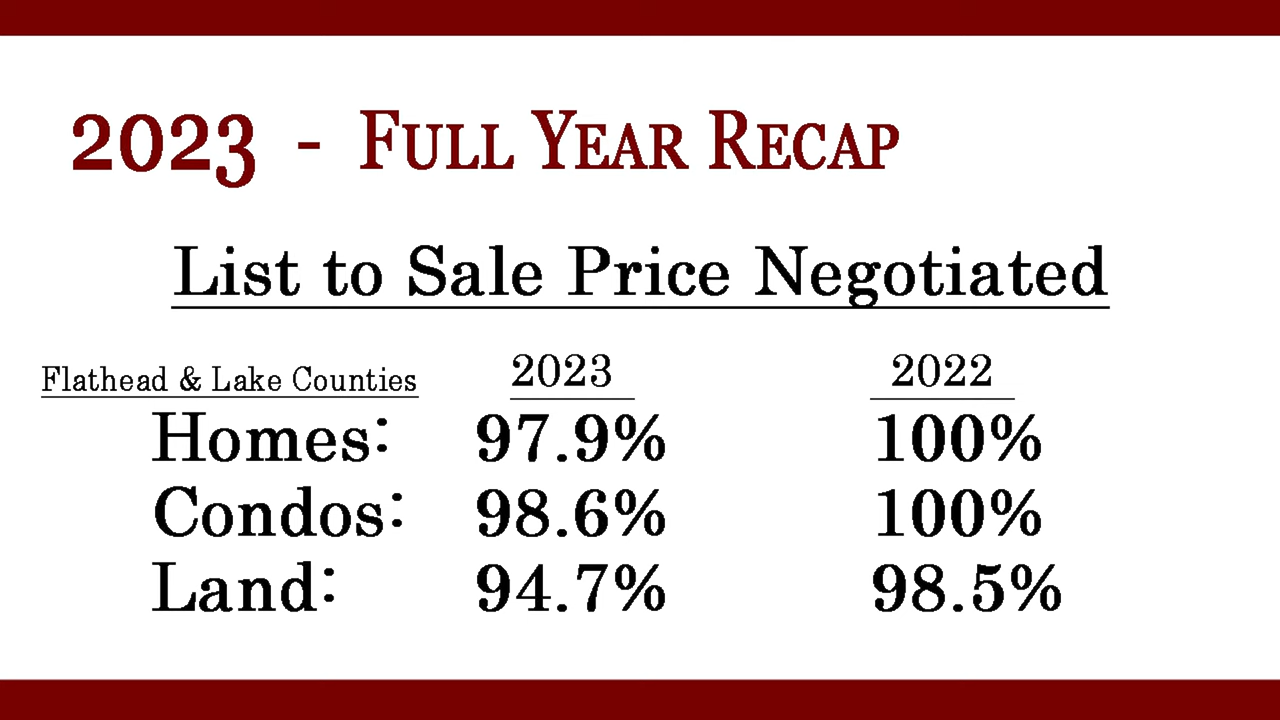 2023 - Full Year Recap
List to Sale Price Negotiated
Flathead & Lake Counties 2023 2022
Homes: 97.9% 100%
Condos: 98.6% 100%
Land: 94.7% 98.5%